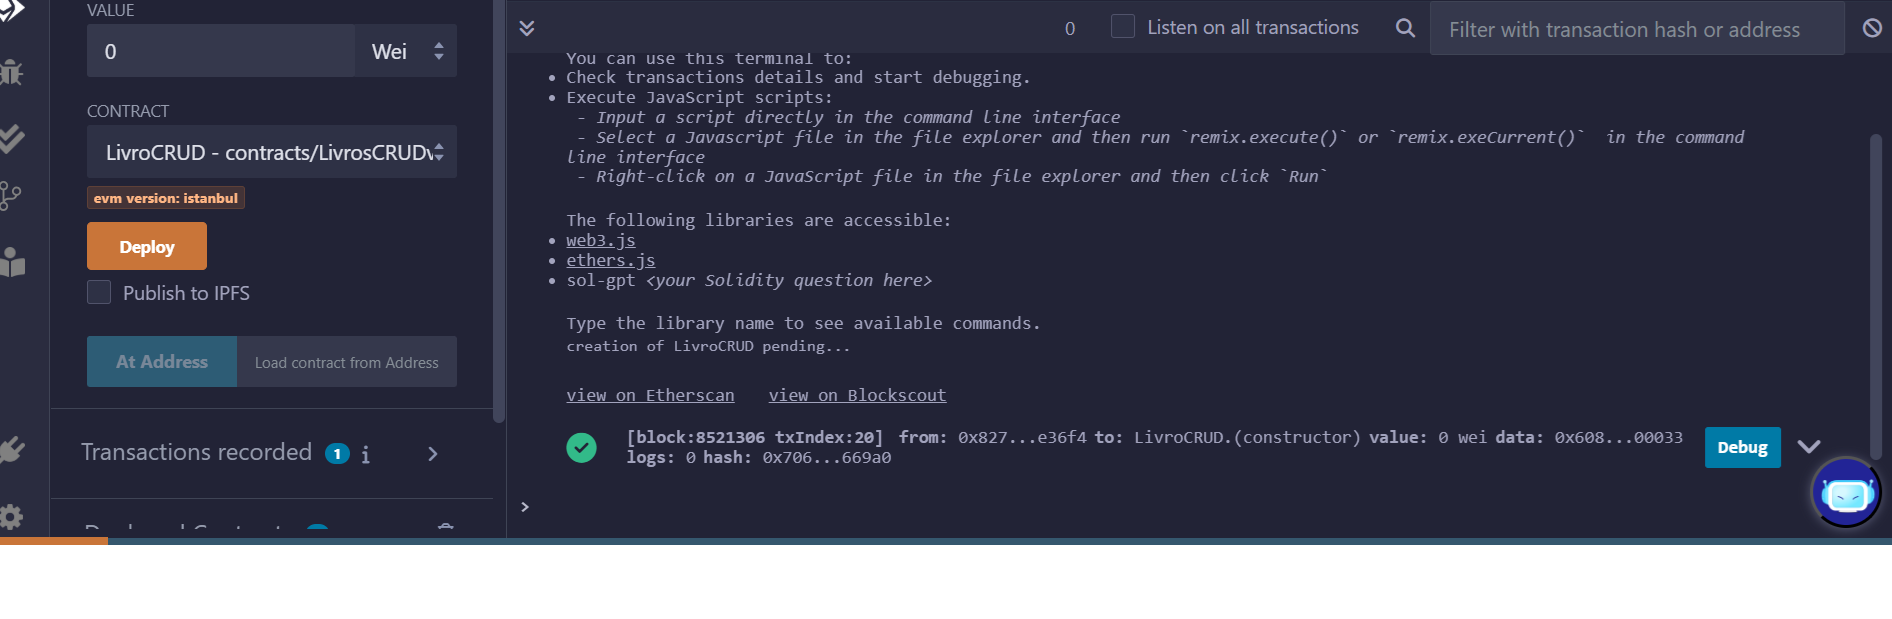 VALUE
0 Wei
CONTRACT
LivroCRUD - contracts/LivrosCRUDv
evm version: istanbul
Deploy
Publish to IPFS
At Address Load contract from Address
Transactions recorded 1 i
0 Listen on all transactions Filter with transaction hash or address
You can use this terminal to:
• Check transactions details and start debugging.
• Execute JavaScript scripts:
- Input a script directly in the command line interface
- Select a Javascript file in the file explorer and then run `remix.execute()` or `remix.exeCurrent()` in the command
line interface
- Right-click on a JavaScript file in the file explorer and then click `Run`
The following libraries are accessible:
• web3.js
• ethers.js
• sol-gpt <your Solidity question here>
Type the library name to see available commands.
creation of LivroCRUD pending...
view on Etherscan view on Blockscout
[block:8521306 txIndex:20] from: 0x827...e36f4 to: LivroCRUD.(constructor) value: 0 wei data: 0x608...00033
logs: 0 hash: 0x706...669a0
Debug
>